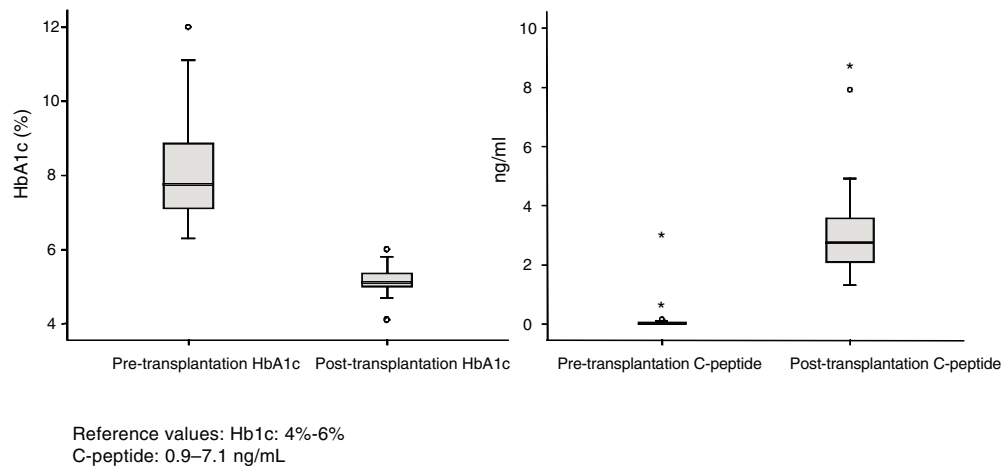 12
10
8
6
4
HbA1c (%)
Pre-transplantation HbA1c
Post-transplantation HbA1c
10
8
6
4
2
0
ng/ml
*
*
*
Pre-transplantation C-peptide
Post-transplantation C-peptide
Reference values: Hb1c: 4%-6%
C-peptide: 0.9–7.1 ng/mL